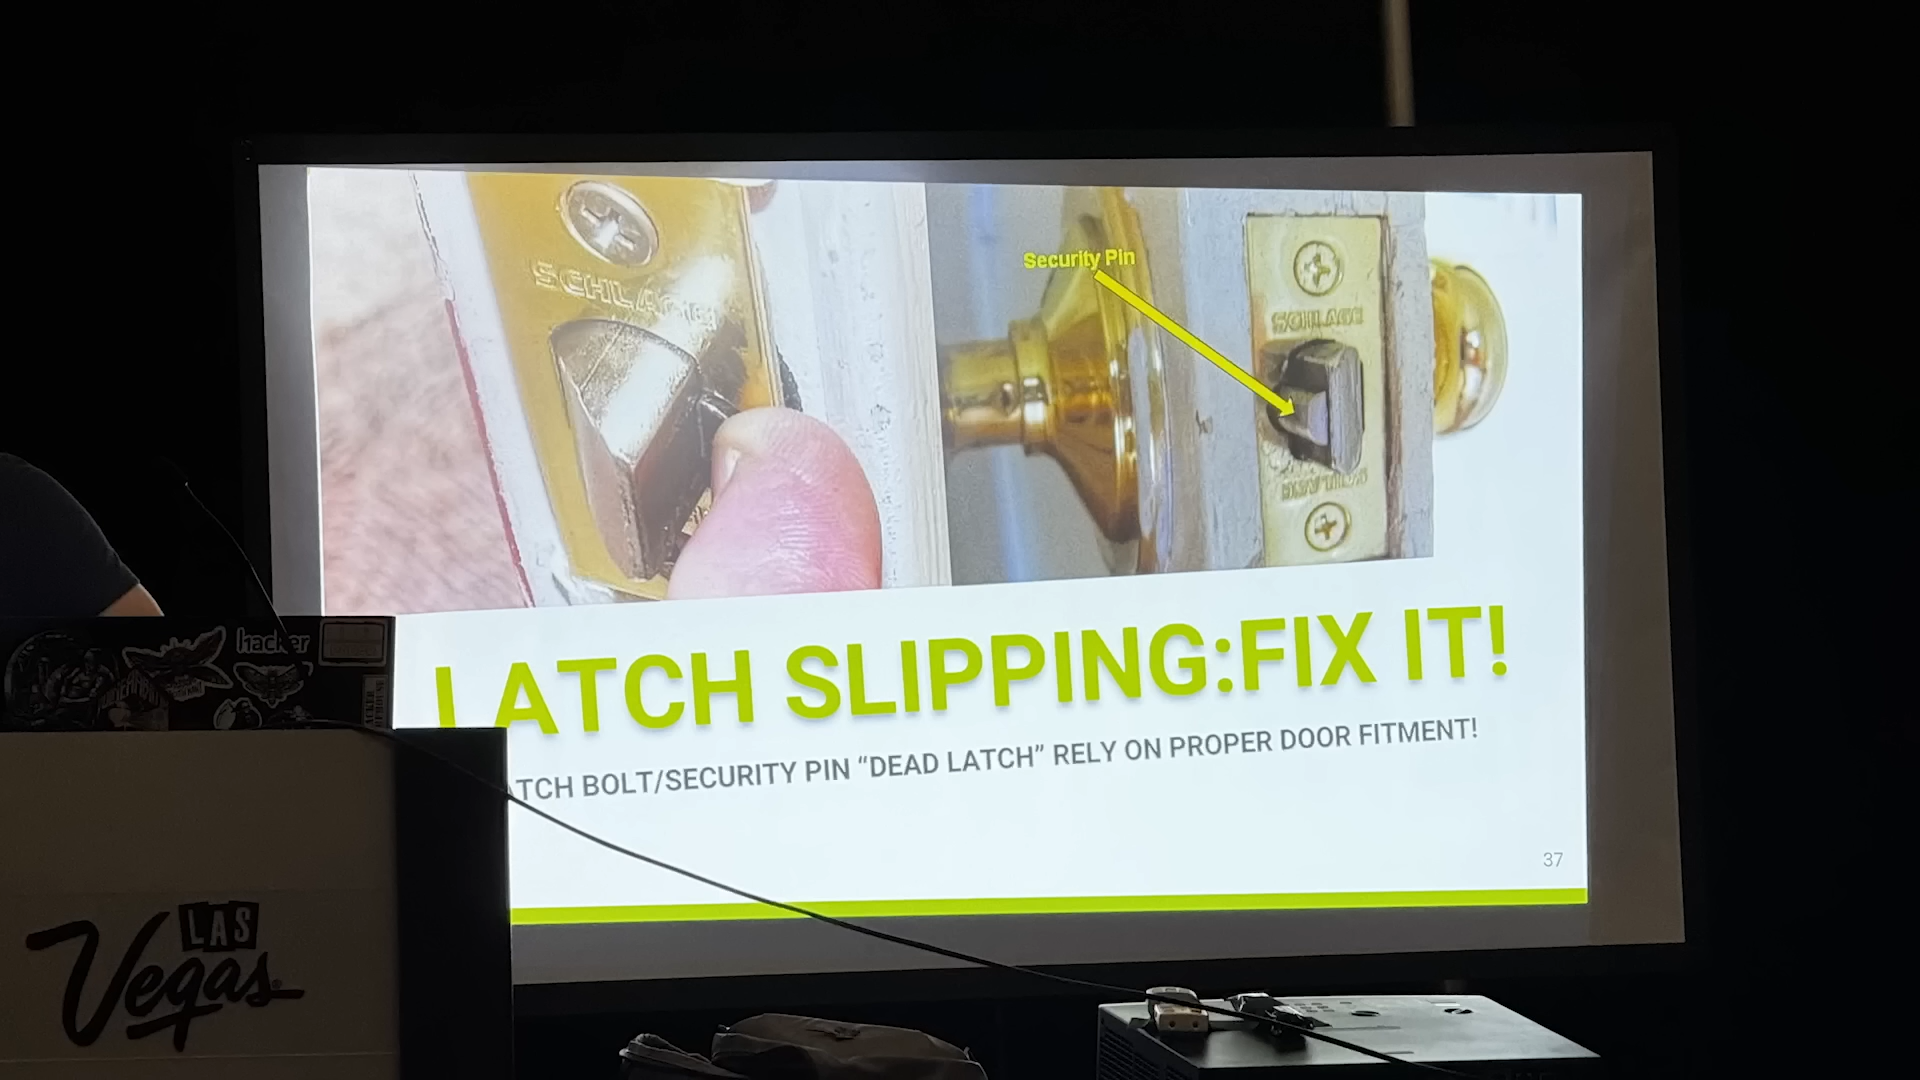 SCHLAGE
Security Pin
SCHLAGE
LATCH SLIPPING:FIX IT!
ATCH BOLT/SECURITY PIN “DEAD LATCH” RELY ON PROPER DOOR FITMENT!
37
hacker
LAS
Vegas